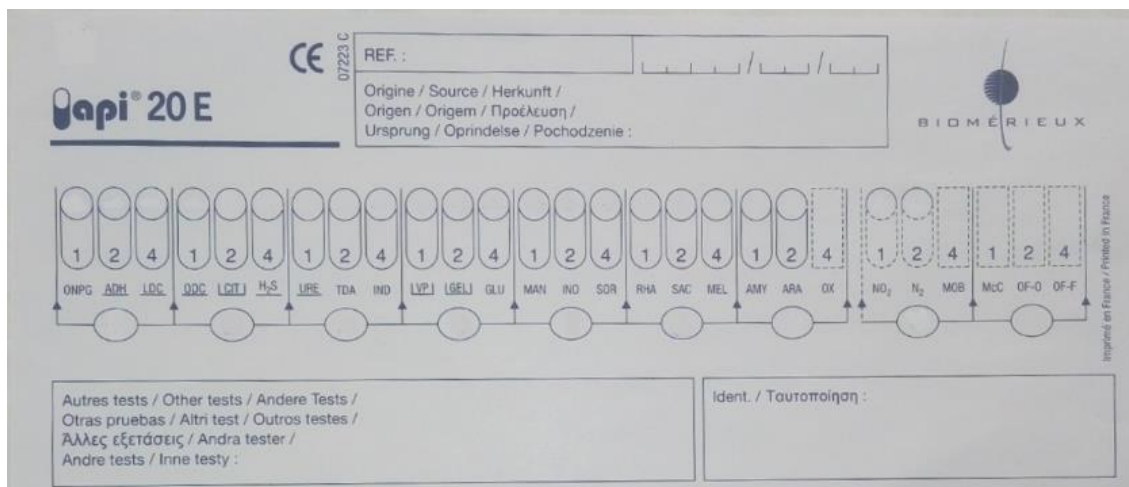 CE
07223 C
REF. :
/ /
Origine / Source / Herkunft /
Origen / Origem / Προέλευση /
Ursprung / Oprindelse / Pochodzenie :
api® 20 E
BIOMÉRIEUX
1 2 4 1 2 4 1 2 4 1 2 4 1 2 4 1 2 4 1 2 4 1 2 4 1 2 4
ONPG ADH LDC ODC |CIT| H₂S URE TDA IND |VP| |GEL| GLU MAN INO SOR RHA SAC MEL AMY ARA OX NO₂ N₂ MOB McC OF-O OF-F
Imprimé en France / Printed in France
Autres tests / Other tests / Andere Tests /
Otras pruebas / Altri test / Outros testes /
Άλλες εξετάσεις / Andra tester /
Andre tests / Inne testy :
Ident. / Ταυτοποίηση :